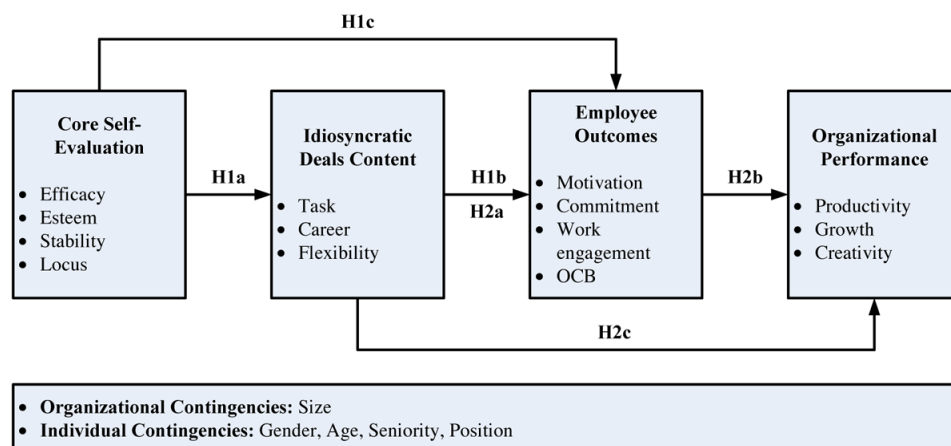 H1c
Core Self-
Evaluation
• Efficacy
• Esteem
• Stability
• Locus
H1a
Idiosyncratic
Deals Content
• Task
• Career
• Flexibility
H1b
H2a
Employee
Outcomes
• Motivation
• Commitment
• Work
engagement
• OCB
H2b
Organizational
Performance
• Productivity
• Growth
• Creativity
H2c
• Organizational Contingencies: Size
• Individual Contingencies: Gender, Age, Seniority, Position